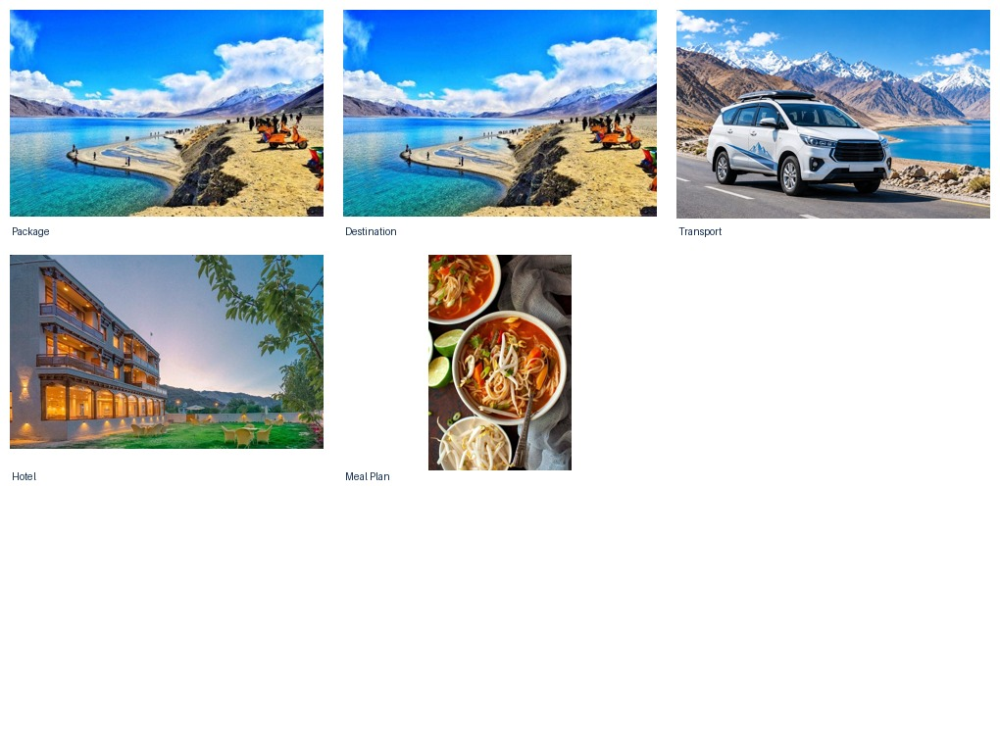 Package
Destination
Transport
Hotel
Meal Plan